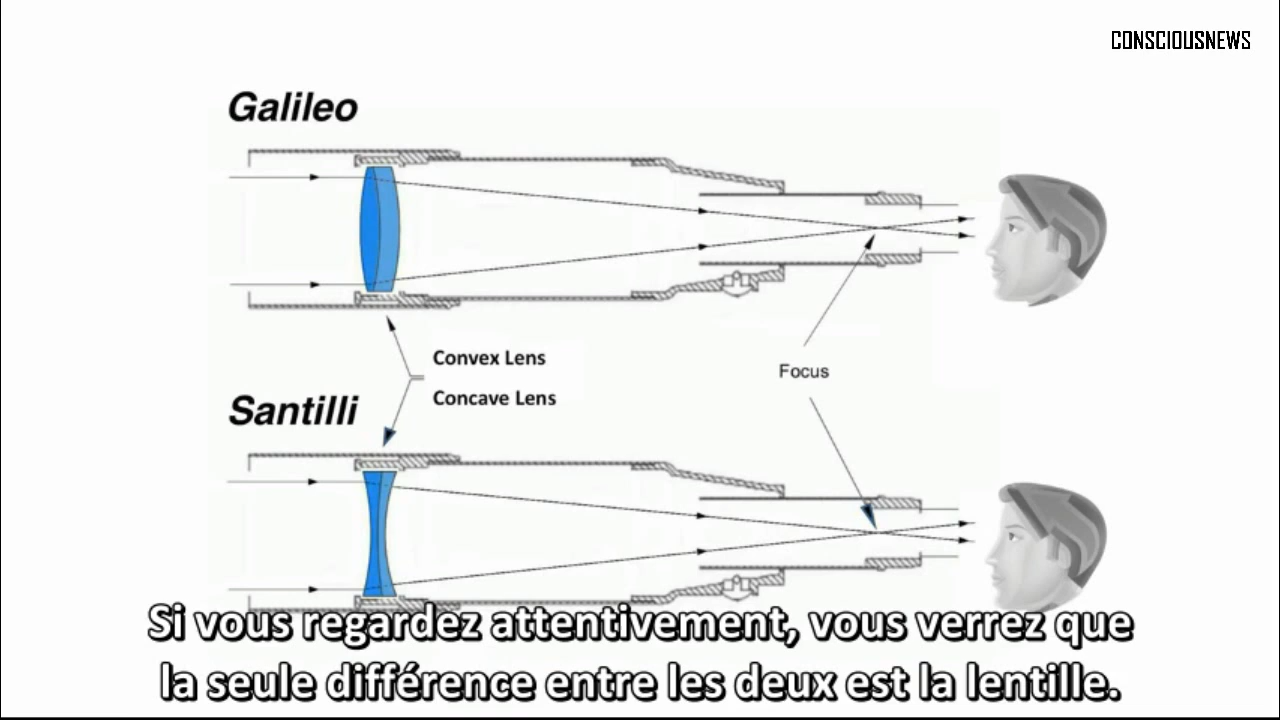 CONSCIOUSNEWS
Galileo
Convex Lens
Focus
Concave Lens
Santilli
Si vous regardez attentivement, vous verrez que
la seule différence entre les deux est la lentille.